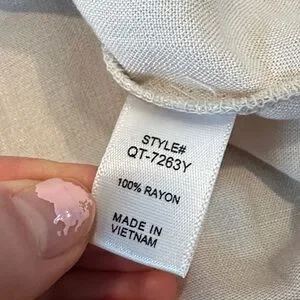 STYLE#
QT-7263Y
100% RAYON
MADE IN
VIETNAM